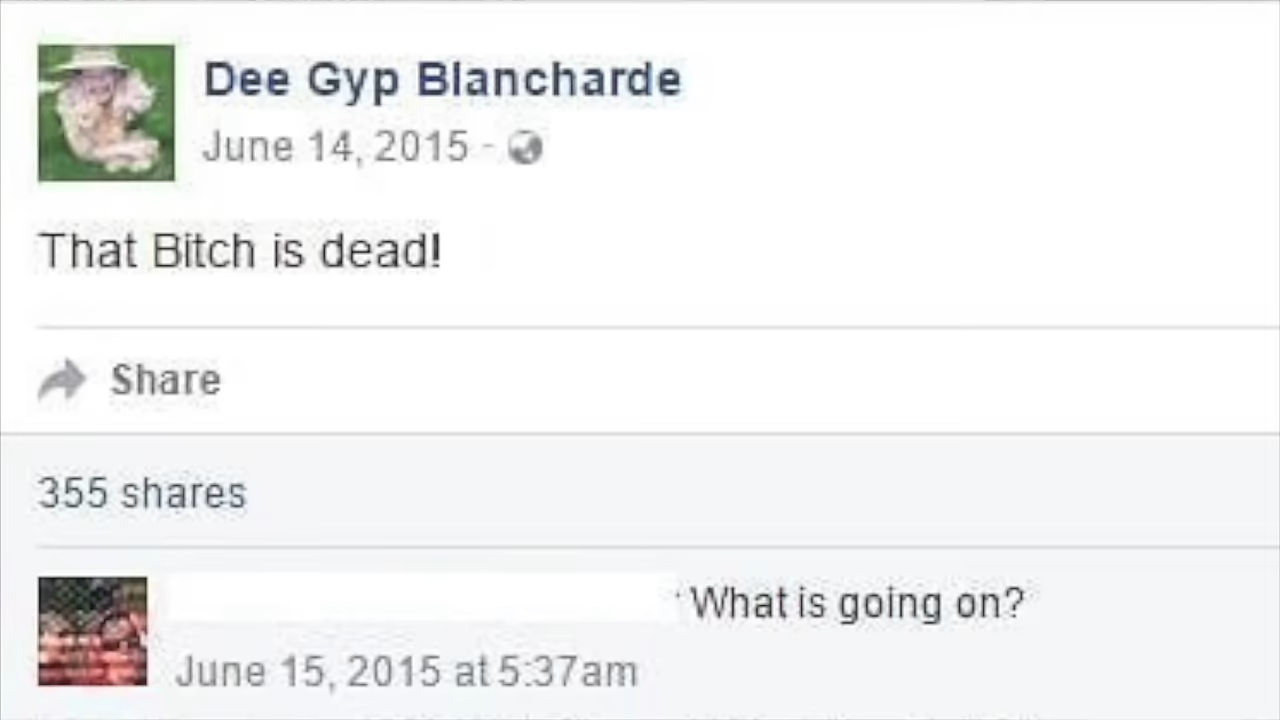 Dee Gyp Blancharde
June 14, 2015 -
That Bitch is dead!
Share
355 shares
What is going on?
June 15, 2015 at 5:37am